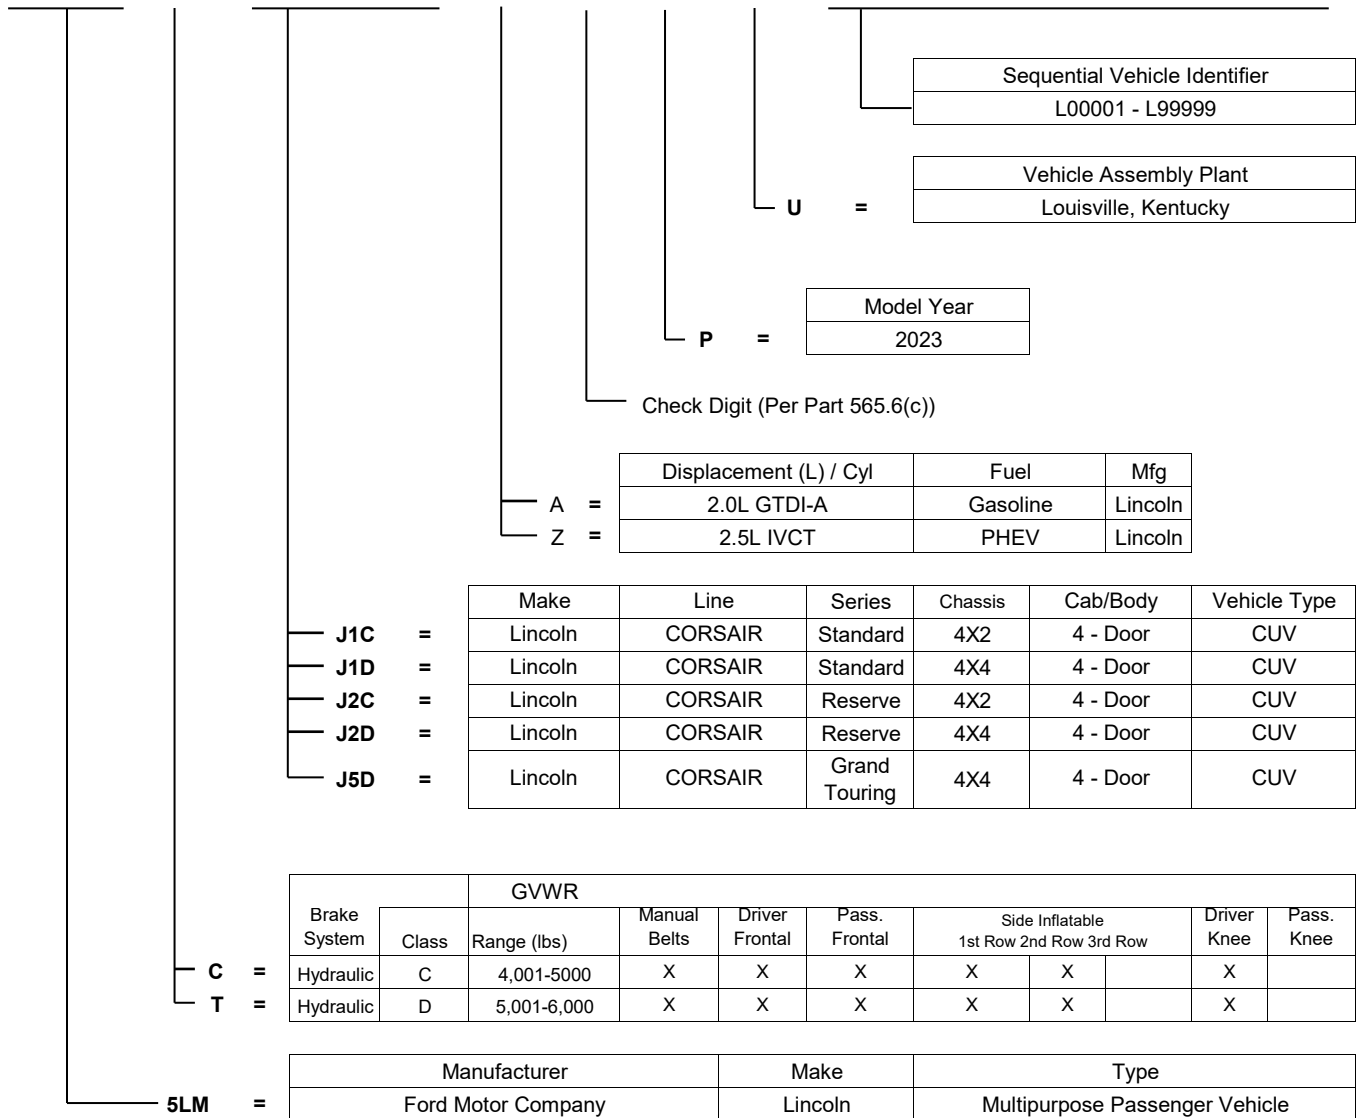 Sequential Vehicle Identifier
L00001 - L99999
Vehicle Assembly Plant
U = Louisville, Kentucky
Model Year
P = 2023
Check Digit (Per Part 565.6(c))
Displacement (L) / Cyl Fuel Mfg
A = 2.0L GTDI-A Gasoline Lincoln
Z = 2.5L IVCT PHEV Lincoln
Make Line Series Chassis Cab/Body Vehicle Type
J1C = Lincoln CORSAIR Standard 4X2 4 - Door CUV
J1D = Lincoln CORSAIR Standard 4X4 4 - Door CUV
J2C = Lincoln CORSAIR Reserve 4X2 4 - Door CUV
J2D = Lincoln CORSAIR Reserve 4X4 4 - Door CUV
J5D = Lincoln CORSAIR Grand Touring 4X4 4 - Door CUV
GVWR
Brake System Class Range (lbs) Manual Belts Driver Frontal Pass. Frontal Side Inflatable 1st Row 2nd Row 3rd Row Driver Knee Pass. Knee
C = Hydraulic C 4,001-5000 X X X X X X
T = Hydraulic D 5,001-6,000 X X X X X X
Manufacturer Make Type
5LM = Ford Motor Company Lincoln Multipurpose Passenger Vehicle